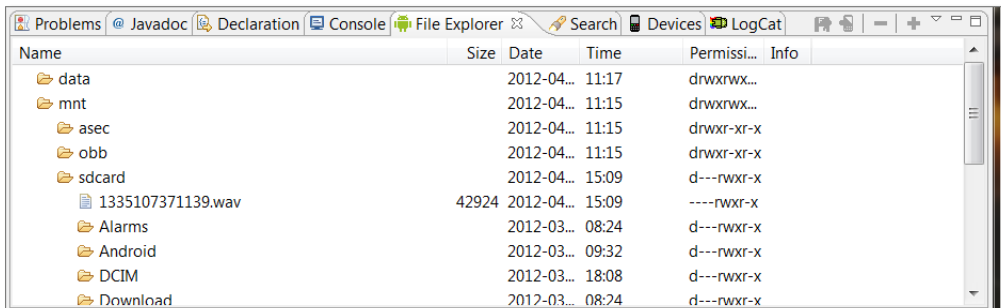 Problems @ Javadoc Declaration Console File Explorer Search Devices LogCat
Name Size Date Time Permissi... Info
data 2012-04... 11:17 drwxrwx...
mnt 2012-04... 11:15 drwxrwx...
asec 2012-04... 11:15 drwxr-xr-x
obb 2012-04... 11:15 drwxr-xr-x
sdcard 2012-04... 15:09 d---rwxr-x
1335107371139.wav 42924 2012-04... 15:09 ----rwxr-x
Alarms 2012-03... 08:24 d---rwxr-x
Android 2012-03... 09:32 d---rwxr-x
DCIM 2012-03... 18:08 d---rwxr-x
Download 2012-03... 08:24 d---rwxr-x